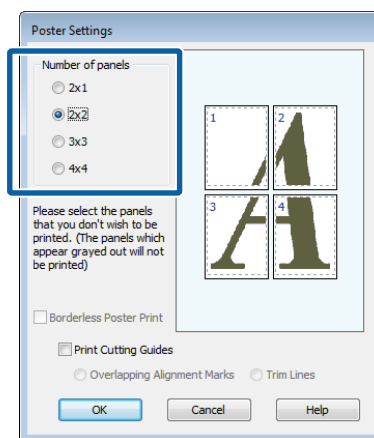 Poster Settings
Number of panels
2x1
2x2
3x3
4x4
1
2
3
4
Please select the panels
that you don't wish to be
printed. (The panels which
appear grayed out will not
be printed)
Borderless Poster Print
Print Cutting Guides
Overlapping Alignment Marks
Trim Lines
OK
Cancel
Help